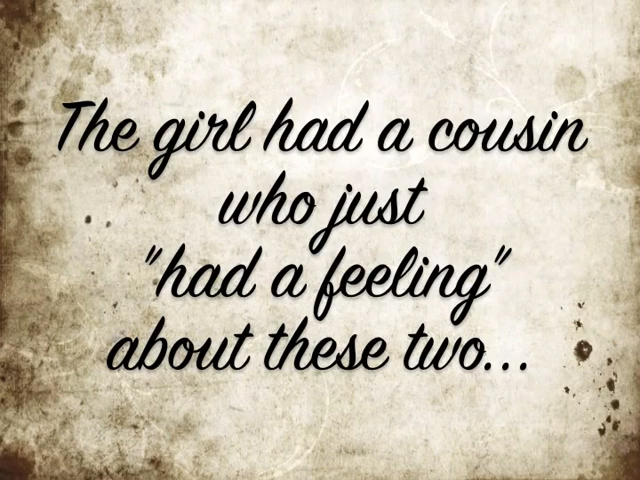 The girl had a cousin
who just
"had a feeling"
about these two...